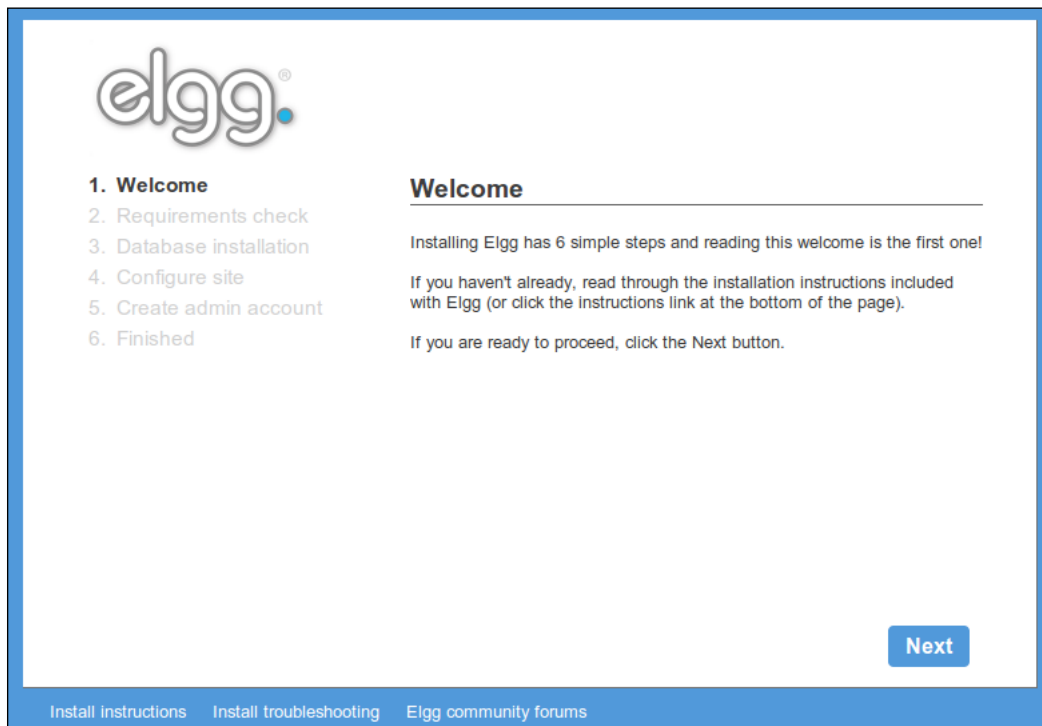 elgg.®
1. Welcome
2. Requirements check
3. Database installation
4. Configure site
5. Create admin account
6. Finished
Welcome
Installing Elgg has 6 simple steps and reading this welcome is the first one!
If you haven't already, read through the installation instructions included
with Elgg (or click the instructions link at the bottom of the page).
If you are ready to proceed, click the Next button.
Next
Install instructions Install troubleshooting Elgg community forums